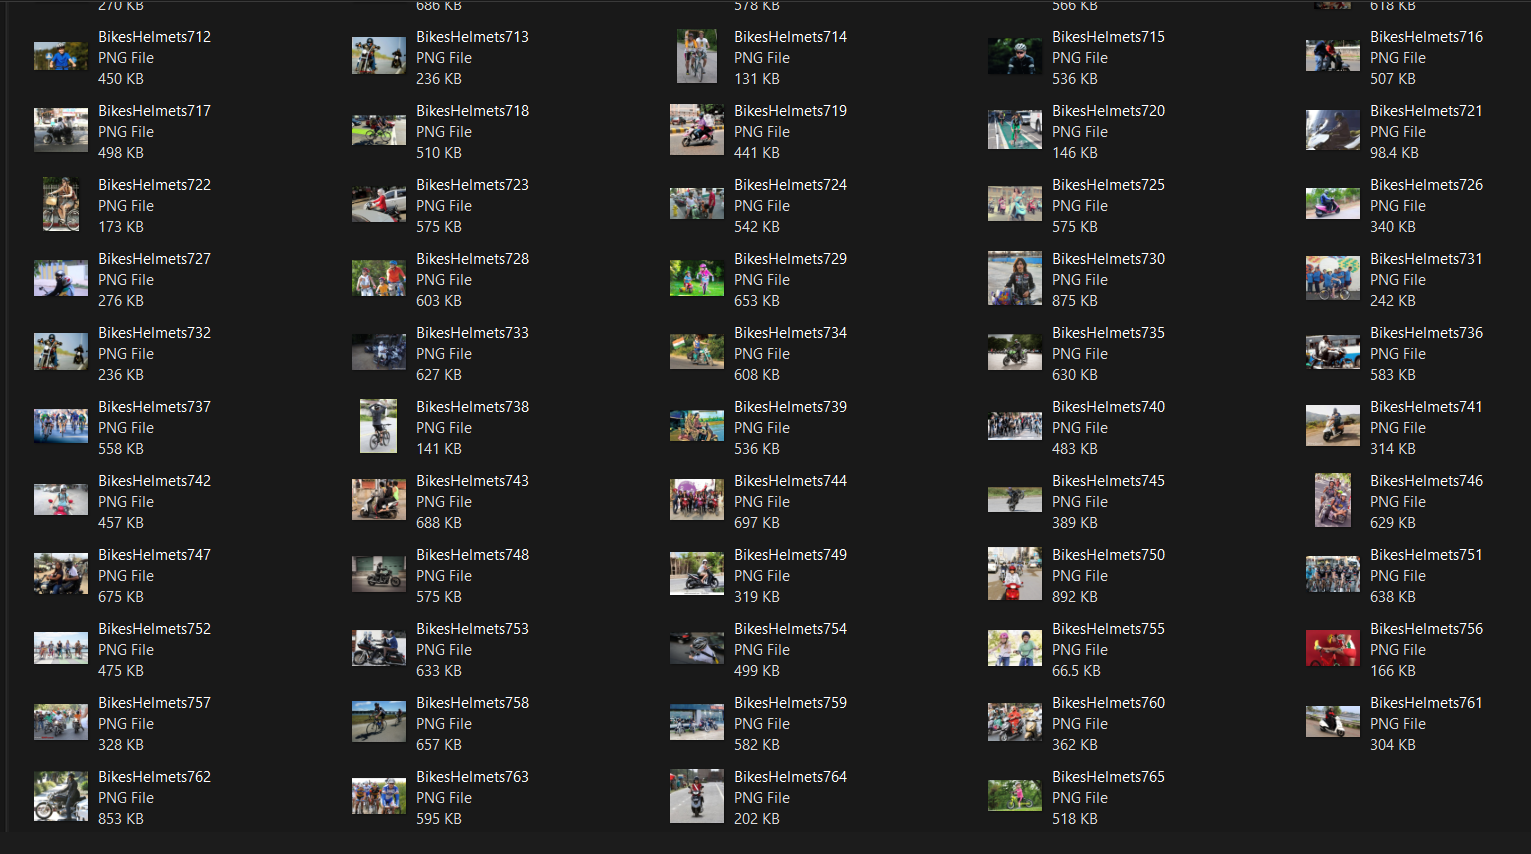 270 KB
686 KB
578 KB
566 KB
618 KB
BikesHelmets712
PNG File
450 KB
BikesHelmets713
PNG File
236 KB
BikesHelmets714
PNG File
131 KB
BikesHelmets715
PNG File
536 KB
BikesHelmets716
PNG File
507 KB
BikesHelmets717
PNG File
498 KB
BikesHelmets718
PNG File
510 KB
BikesHelmets719
PNG File
441 KB
BikesHelmets720
PNG File
146 KB
BikesHelmets721
PNG File
98.4 KB
BikesHelmets722
PNG File
173 KB
BikesHelmets723
PNG File
575 KB
BikesHelmets724
PNG File
542 KB
BikesHelmets725
PNG File
575 KB
BikesHelmets726
PNG File
340 KB
BikesHelmets727
PNG File
276 KB
BikesHelmets728
PNG File
603 KB
BikesHelmets729
PNG File
653 KB
BikesHelmets730
PNG File
875 KB
BikesHelmets731
PNG File
242 KB
BikesHelmets732
PNG File
236 KB
BikesHelmets733
PNG File
627 KB
BikesHelmets734
PNG File
608 KB
BikesHelmets735
PNG File
630 KB
BikesHelmets736
PNG File
583 KB
BikesHelmets737
PNG File
558 KB
BikesHelmets738
PNG File
141 KB
BikesHelmets739
PNG File
536 KB
BikesHelmets740
PNG File
483 KB
BikesHelmets741
PNG File
314 KB
BikesHelmets742
PNG File
457 KB
BikesHelmets743
PNG File
688 KB
BikesHelmets744
PNG File
697 KB
BikesHelmets745
PNG File
389 KB
BikesHelmets746
PNG File
629 KB
BikesHelmets747
PNG File
675 KB
BikesHelmets748
PNG File
575 KB
BikesHelmets749
PNG File
319 KB
BikesHelmets750
PNG File
892 KB
BikesHelmets751
PNG File
638 KB
BikesHelmets752
PNG File
475 KB
BikesHelmets753
PNG File
633 KB
BikesHelmets754
PNG File
499 KB
BikesHelmets755
PNG File
66.5 KB
BikesHelmets756
PNG File
166 KB
BikesHelmets757
PNG File
328 KB
BikesHelmets758
PNG File
657 KB
BikesHelmets759
PNG File
582 KB
BikesHelmets760
PNG File
362 KB
BikesHelmets761
PNG File
304 KB
BikesHelmets762
PNG File
853 KB
BikesHelmets763
PNG File
595 KB
BikesHelmets764
PNG File
202 KB
BikesHelmets765
PNG File
518 KB